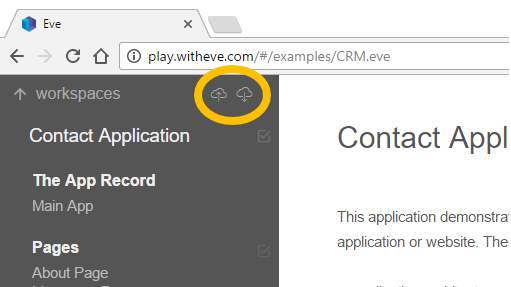 Eve
play.witheve.com/#/examples/CRM.eve
workspaces
Contact Application
The App Record
Main App
Pages
About Page
Contact Appl
This application demonstra
application or website. The